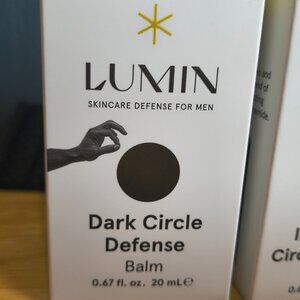 LUMIN
SKINCARE DEFENSE FOR MEN
Dark Circle
Defense
Balm
0.67 fl. oz. 20 mL℮